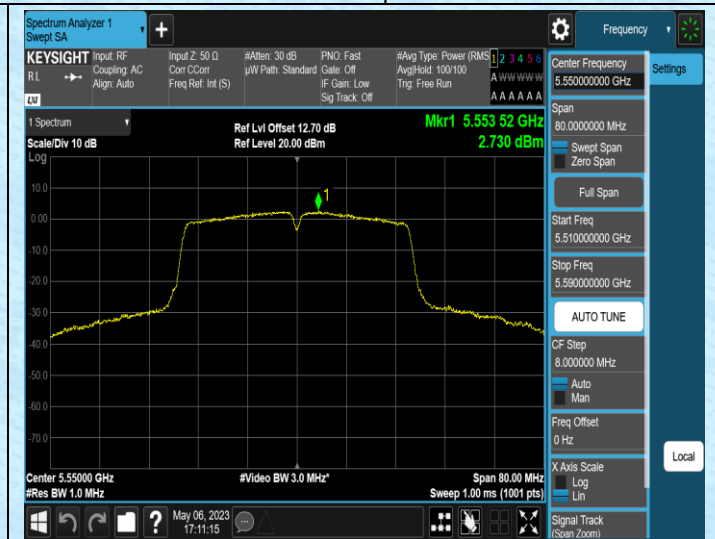 Spectrum Analyzer 1
Swept SA
+
Frequency
KEYSIGHT
RL
LXI
Input: RF
Coupling: AC
Align: Auto
Input Z: 50 Ω
Corr CCorr
Freq Ref: Int (S)
#Atten: 30 dB
µW Path: Standard
PNO: Fast
Gate: Off
IF Gain: Low
Sig Track: Off
#Avg Type: Power (RMS
Avg|Hold: 100/100
Trig: Free Run
1 2 3 4 5 6
A W W W W W
A A A A A A
1 Spectrum
Scale/Div 10 dB
Log
Ref Lvl Offset 12.70 dB
Ref Level 20.00 dBm
Mkr1 5.553 52 GHz
2.730 dBm
10.0
0.00
-10.0
-20.0
-30.0
-40.0
-50.0
-60.0
-70.0
1
Center 5.55000 GHz
#Res BW 1.0 MHz
#Video BW 3.0 MHz*
Span 80.00 MHz
Sweep 1.00 ms (1001 pts)
?
May 06, 2023
17:11:15
Center Frequency
5.550000000 GHz
Settings
Span
80.0000000 MHz
Swept Span
Zero Span
Full Span
Start Freq
5.510000000 GHz
Stop Freq
5.590000000 GHz
AUTO TUNE
CF Step
8.000000 MHz
Auto
Man
Freq Offset
0 Hz
X Axis Scale
Log
Lin
Local
Signal Track
(Span Zoom)